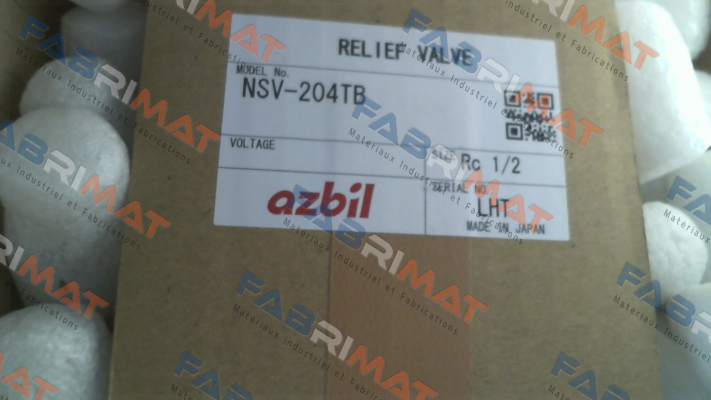 RELIEF VALVE
MODEL No.
NSV-204TB
VOLTAGE
SIZE Rc 1/2
azbil
SERIAL NO.
LHT
MADE IN JAPAN
FABRIMAT
Matériaux Industriel et Fabrications